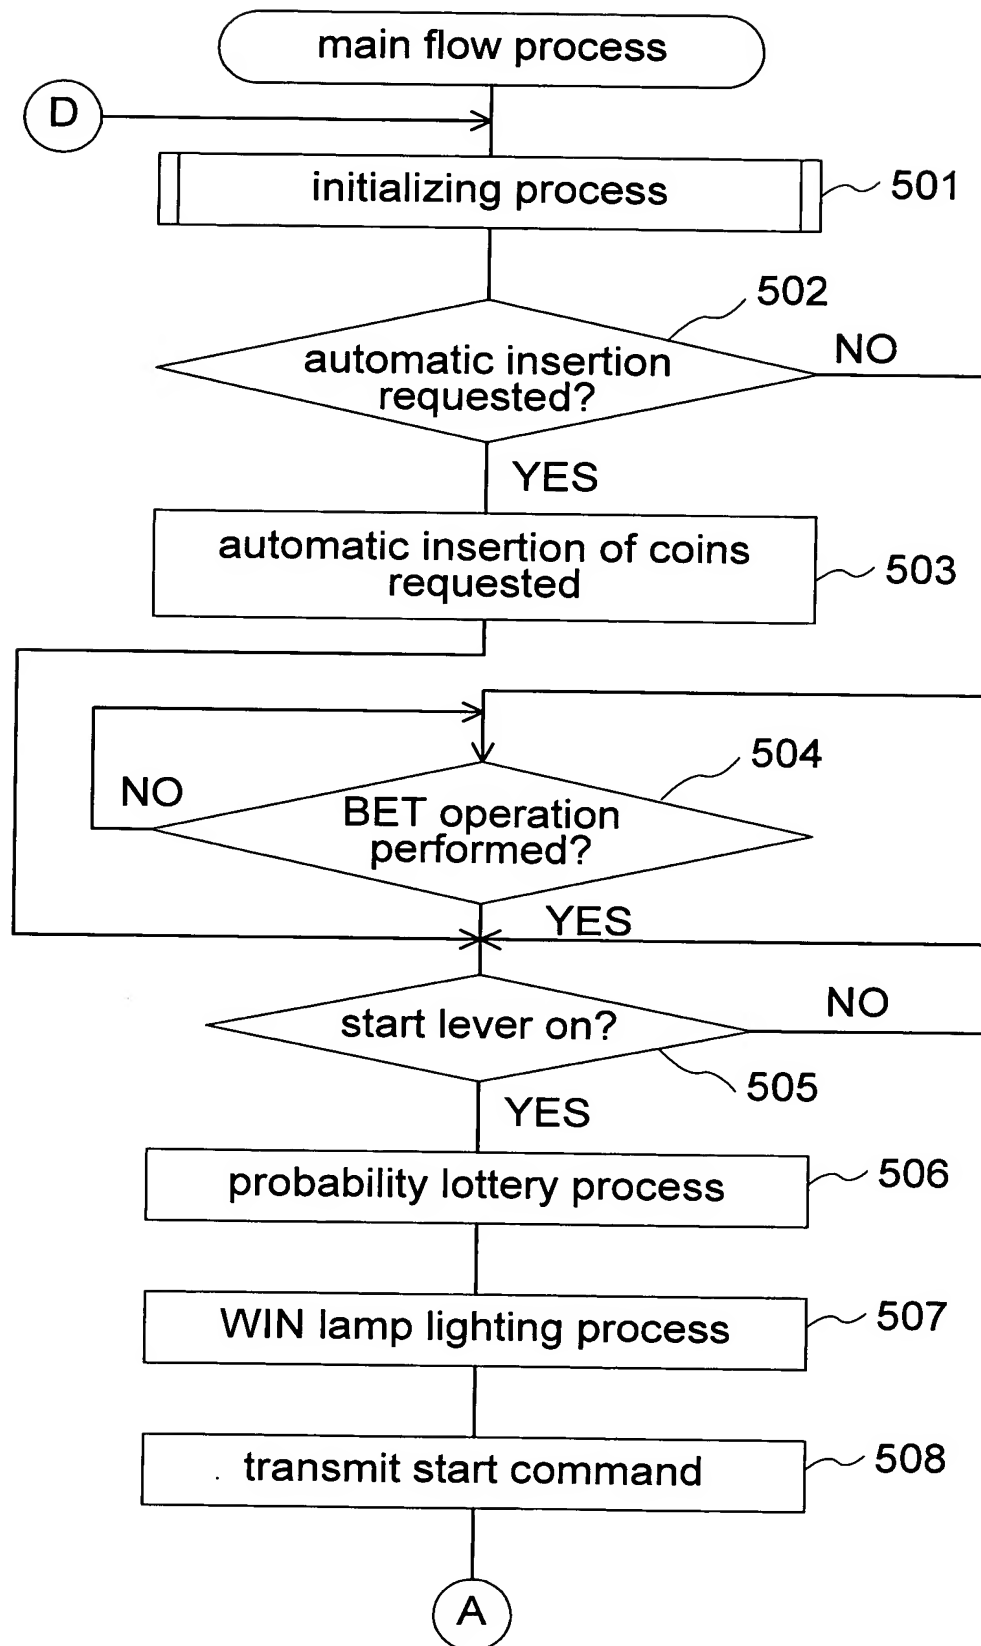 main flow process
D
initializing process
501
502
automatic insertion
requested?
NO
YES
automatic insertion of coins
requested
503
504
NO
BET operation
performed?
YES
start lever on?
NO
505
YES
probability lottery process
506
WIN lamp lighting process
507
transmit start command
508
A